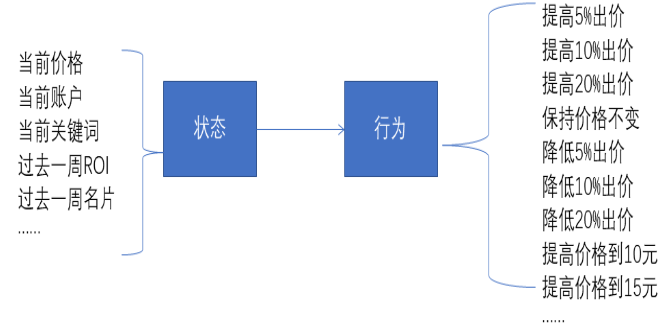 当前价格
当前账户
当前关键词
过去一周ROI
过去一周名片
……
状态
行为
提高5%出价
提高10%出价
提高20%出价
保持价格不变
降低5%出价
降低10%出价
降低20%出价
提高价格到10元
提高价格到15元
……